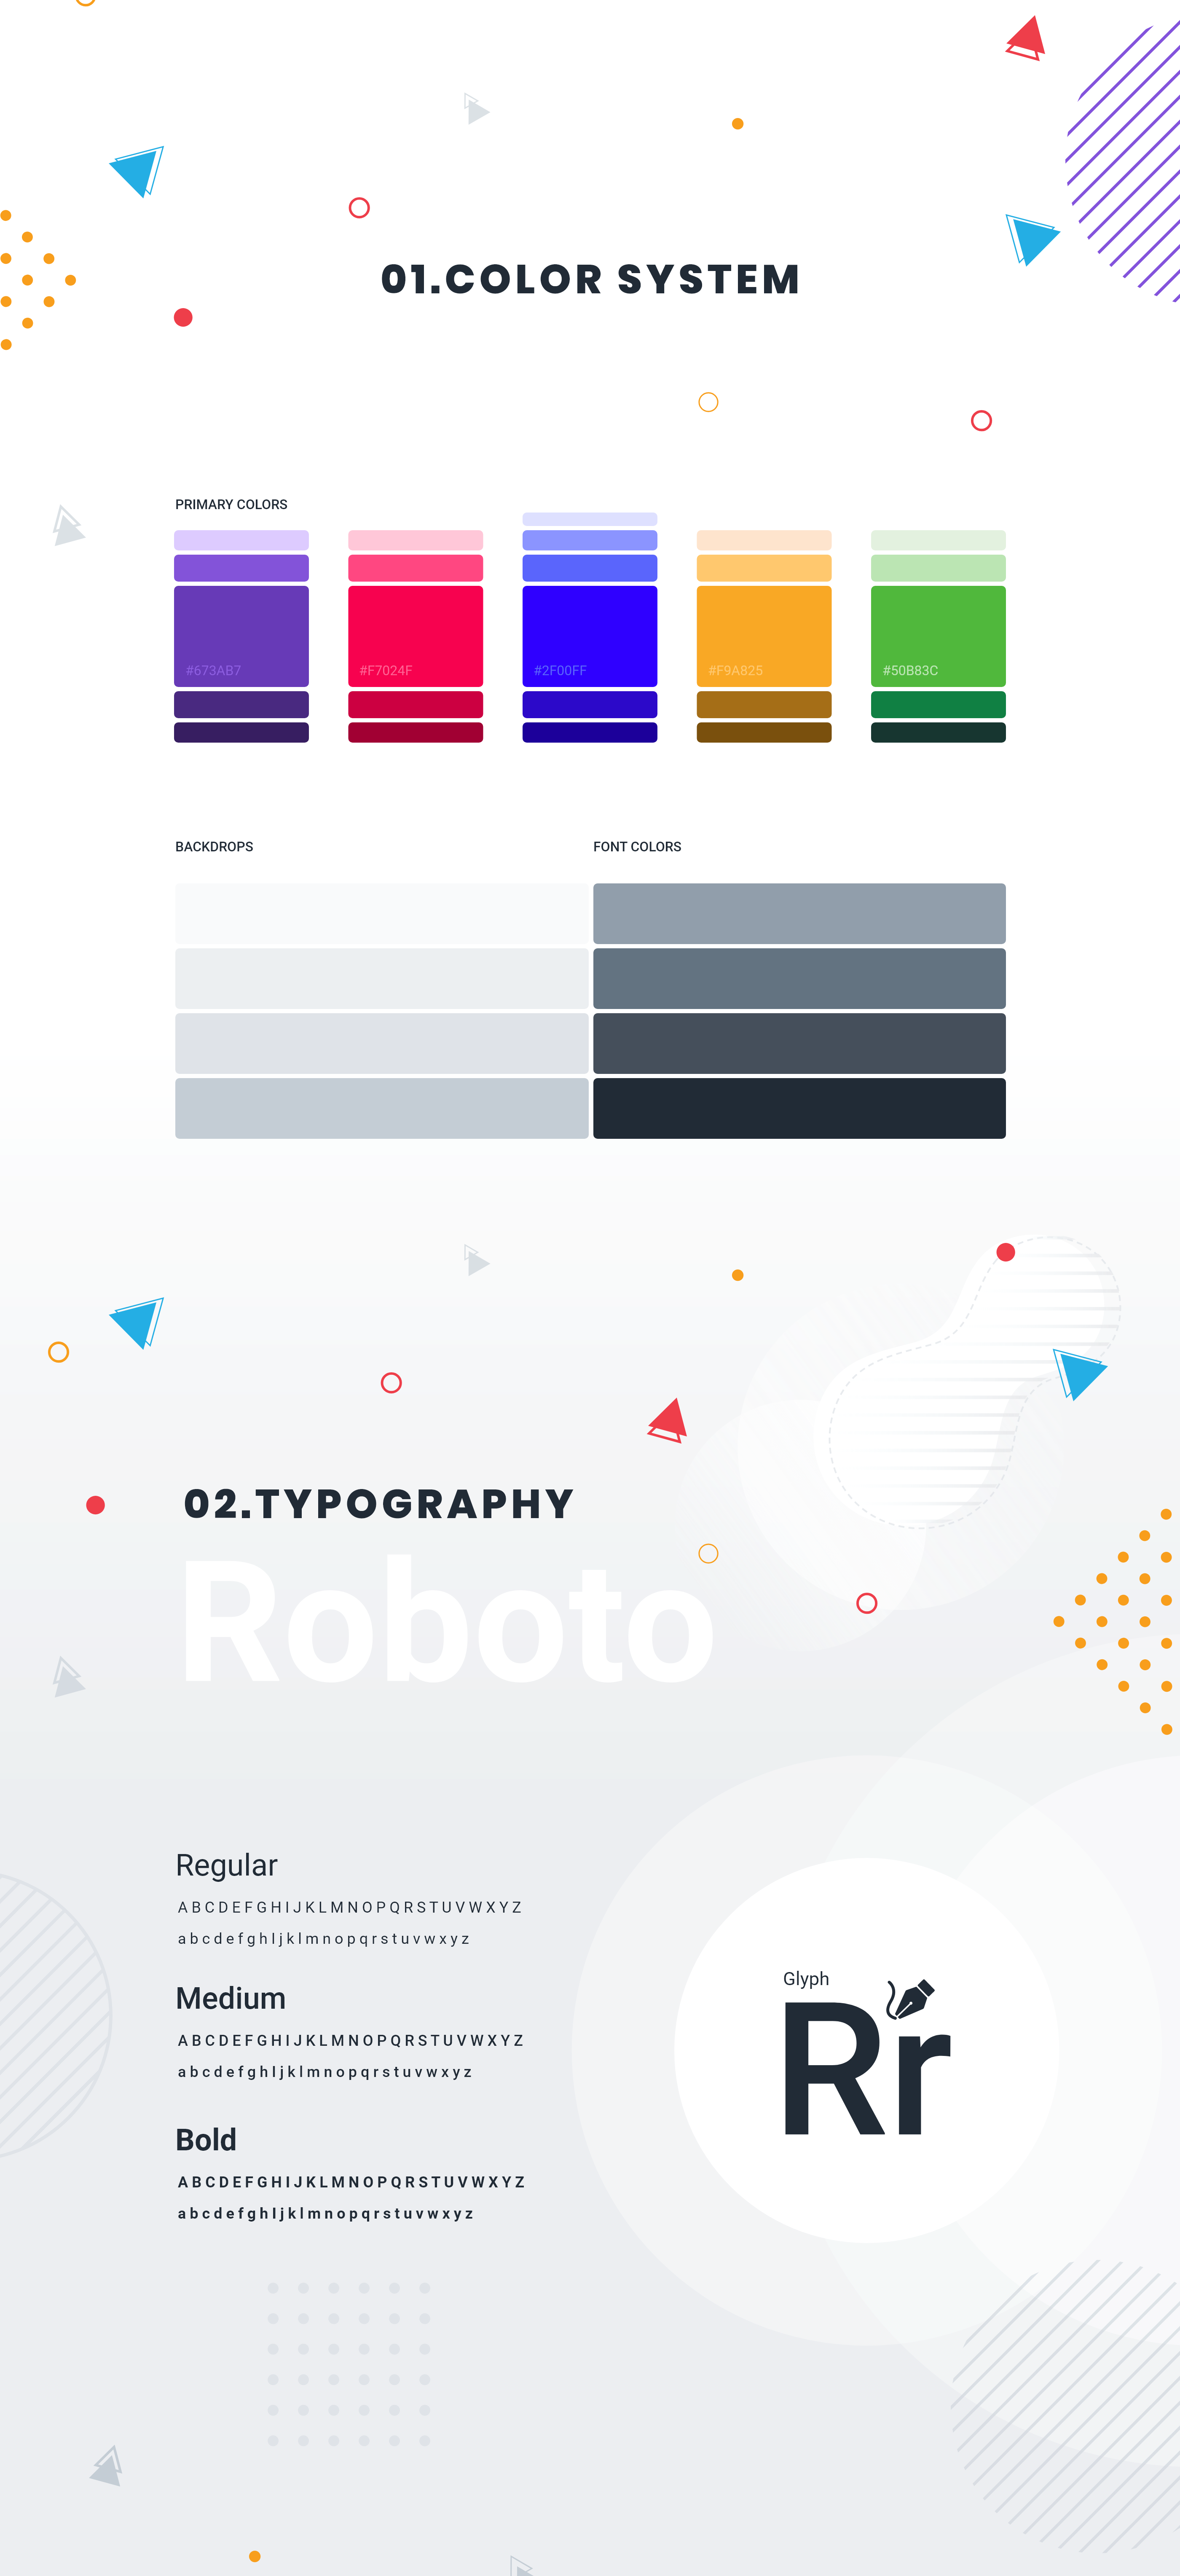 01.COLOR SYSTEM
PRIMARY COLORS
#673AB7
#F7024F
#2F00FF
#F9A825
#50B83C
BACKDROPS
FONT COLORS
02.TYPOGRAPHY
Roboto
Regular
A B C D E F G H I J K L M N O P Q R S T U V W X Y Z
a b c d e f g h I j k l m n o p q r s t u v w x y z
Medium
A B C D E F G H I J K L M N O P Q R S T U V W X Y Z
a b c d e f g h I j k l m n o p q r s t u v w x y z
Bold
A B C D E F G H I J K L M N O P Q R S T U V W X Y Z
a b c d e f g h I j k l m n o p q r s t u v w x y z
Glyph
Rr